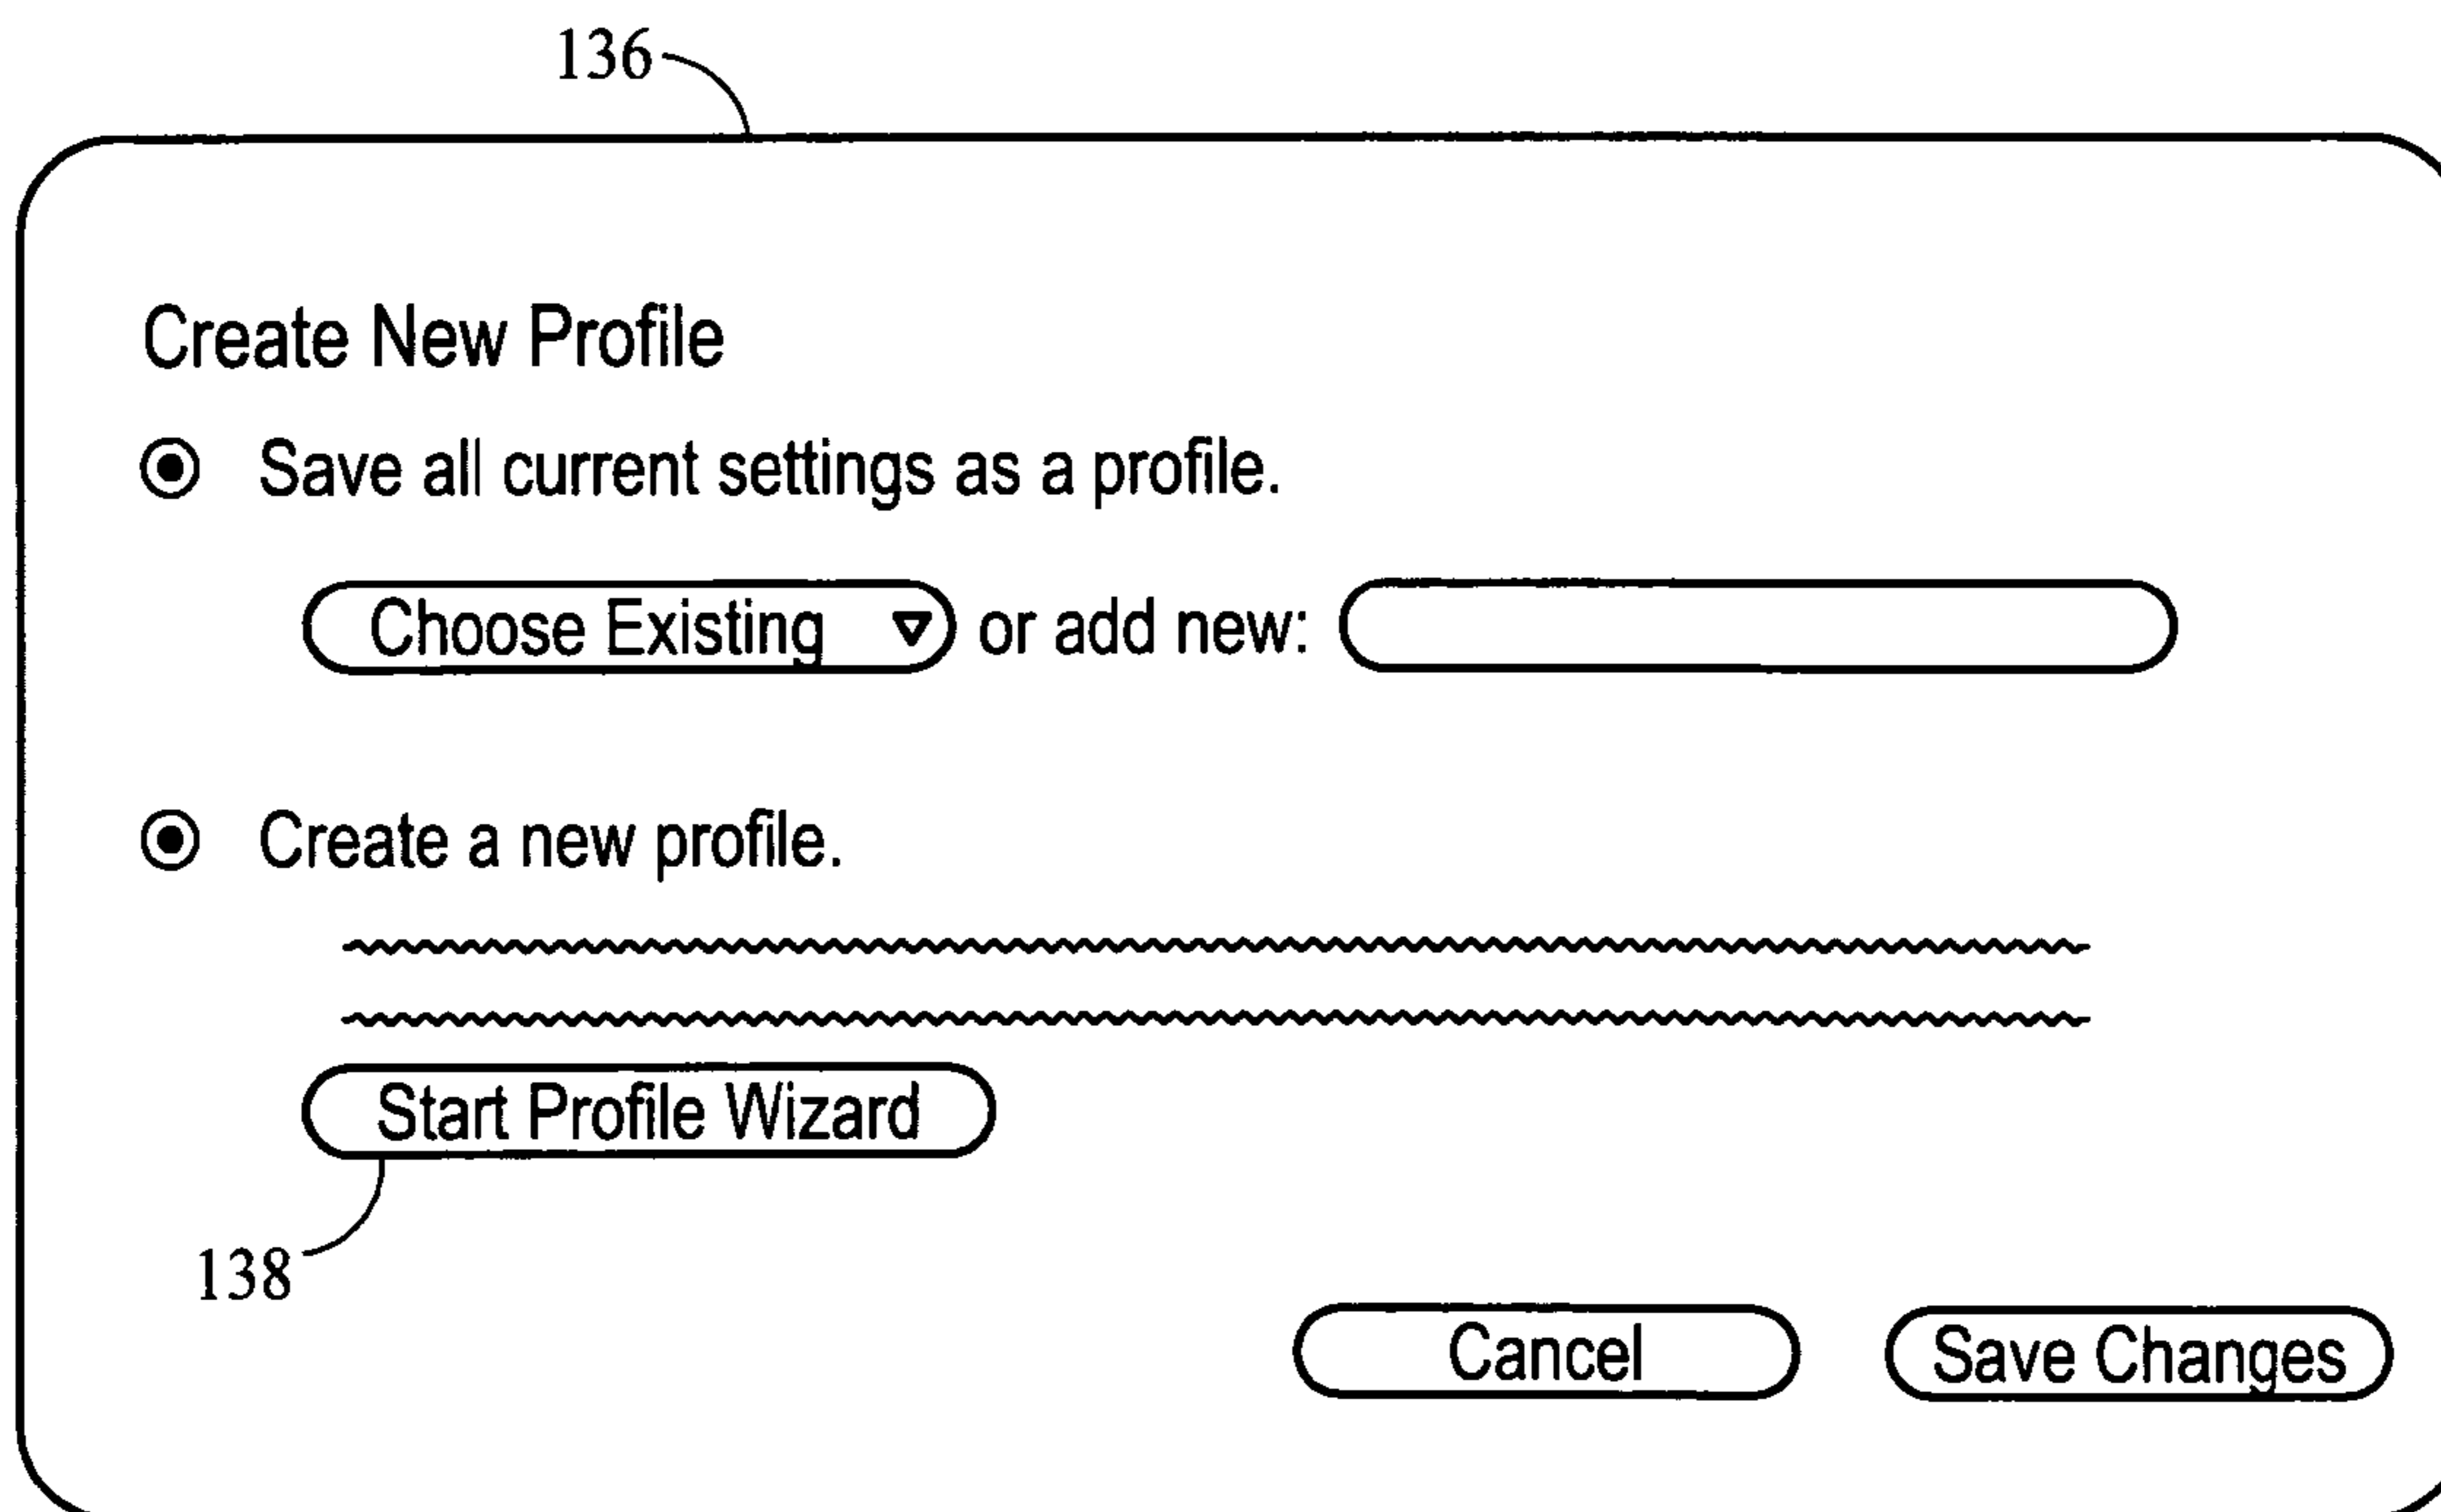 136
Create New Profile
Save all current settings as a profile.
Choose Existing or add new:
Create a new profile.
Start Profile Wizard
138
Cancel Save Changes